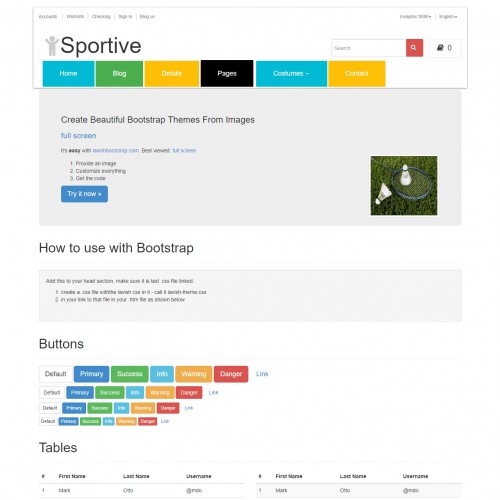 Accounts Wishlists Checking Sign In Blog us
Inceptos 3536 English
Sportive
Search
0
Home Blog Details Pages Costumes Contact
Create Beautiful Bootstrap Themes From Images
full screen
It's easy with lavishbootstrap.com. Best viewed: full screen
1. Provide an image
2. Customize everything
3. Get the code
Try it now »
How to use with Bootstrap
Add this to your head section, make sure it is last .css file linked.
1. create a .css file withthe lavish css in it - call it lavish-theme.css
2. in your link to that file in your .htm file as shown below
Buttons
Default Primary Success Info Warning Danger Link
Default Primary Success Info Warning Danger Link
Default Primary Success Info Warning Danger Link
Default Primary Success Info Warning Danger Link
Tables
# First Name Last Name Username # First Name Last Name Username
1 Mark Otto @mdo 1 Mark Otto @mdo